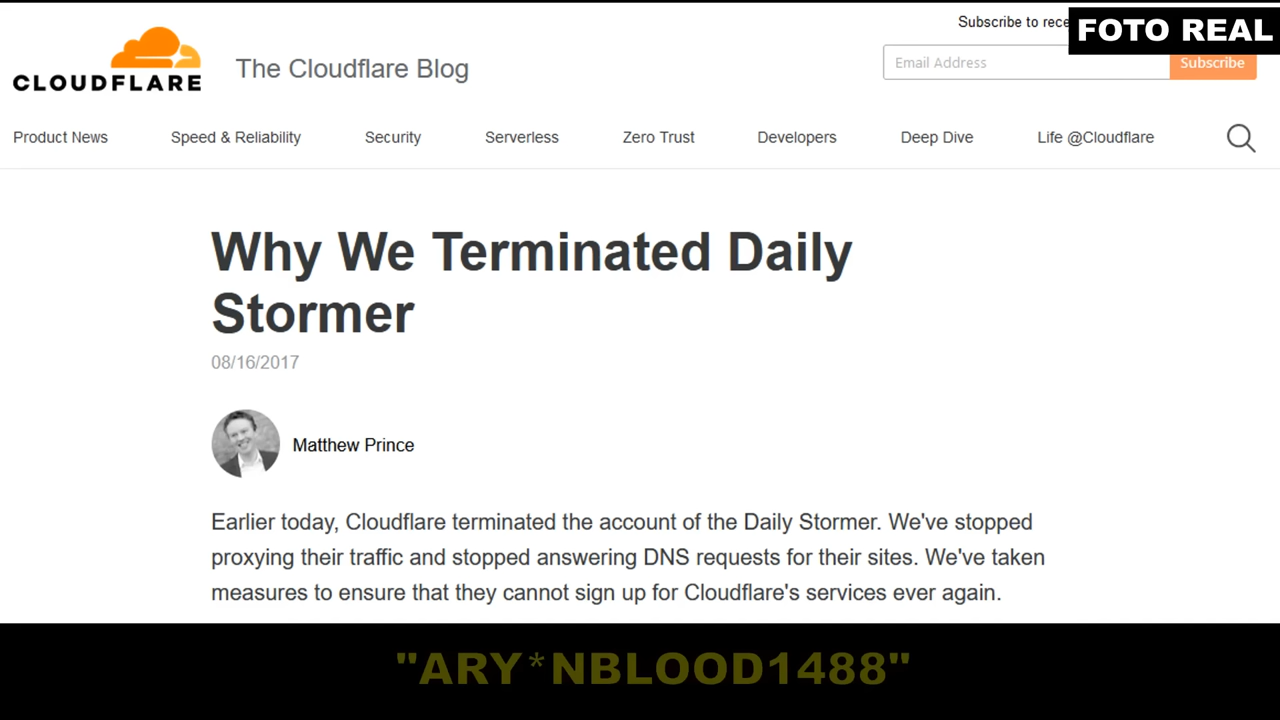 Subscribe to rece
FOTO REAL
CLOUDFLARE
The Cloudflare Blog
Email Address
Subscribe
Product News
Speed & Reliability
Security
Serverless
Zero Trust
Developers
Deep Dive
Life @Cloudflare
Why We Terminated Daily
Stormer
08/16/2017
Matthew Prince
Earlier today, Cloudflare terminated the account of the Daily Stormer. We've stopped
proxying their traffic and stopped answering DNS requests for their sites. We've taken
measures to ensure that they cannot sign up for Cloudflare's services ever again.
"ARY*NBLOOD1488"